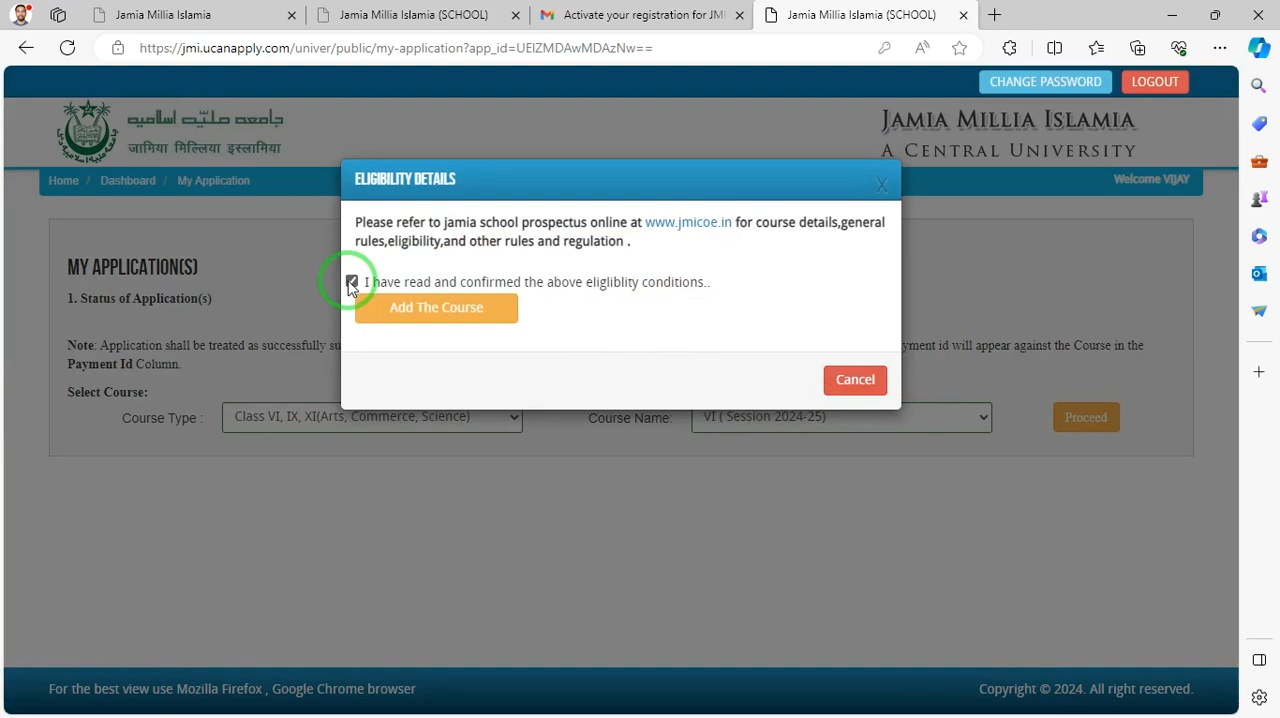 Jamia Millia Islamia
Jamia Millia Islamia (SCHOOL)
Activate your registration for JMI
Jamia Millia Islamia (SCHOOL)
https://jmi.ucanapply.com/univer/public/my-application?app_id=UElZMDAwMDAzNw==
CHANGE PASSWORD
LOGOUT
جامعہ ملیہ اسلامیہ
जामिया मिल्लिया इस्लामिया
JAMIA MILLIA ISLAMIA
A CENTRAL UNIVERSITY
Home / Dashboard / My Application
Welcome VIJAY
ELIGIBILITY DETAILS
X
Please refer to jamia school prospectus online at www.jmicoe.in for course details,general
rules,eligibility,and other rules and regulation .
I have read and confirmed the above egligiblity conditions..
Add The Course
Cancel
MY APPLICATION(S)
1. Status of Application(s)
Note: Application shall be treated as successfully su
yment id will appear against the Course in the
Payment Id Column.
Select Course:
Course Type :
Class VI, IX, XI(Arts, Commerce, Science)
Course Name:
VI ( Session 2024-25)
Proceed
For the best view use Mozilla Firefox , Google Chrome browser
Copyright © 2024. All right reserved.